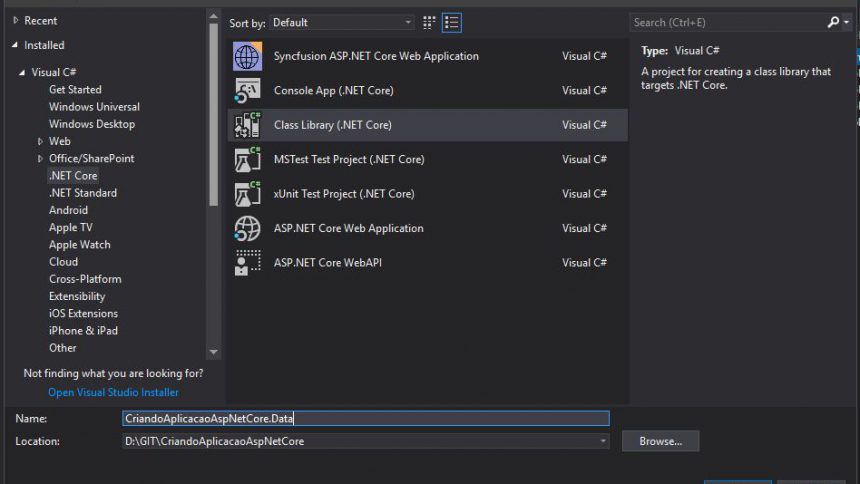 Recent
Installed
Visual C#
Get Started
Windows Universal
Windows Desktop
Web
Office/SharePoint
.NET Core
.NET Standard
Android
Apple TV
Apple Watch
Cloud
Cross-Platform
Extensibility
iOS Extensions
iPhone & iPad
Other
Not finding what you are looking for?
Open Visual Studio Installer
Sort by: Default
Syncfusion ASP.NET Core Web Application Visual C#
Console App (.NET Core) Visual C#
Class Library (.NET Core) Visual C#
MSTest Test Project (.NET Core) Visual C#
xUnit Test Project (.NET Core) Visual C#
ASP.NET Core Web Application Visual C#
ASP.NET Core WebAPI Visual C#
Search (Ctrl+E)
Type: Visual C#
A project for creating a class library that
targets .NET Core.
Name: CriandoAplicacaoAspNetCore.Data
Location: D:\GIT\CriandoAplicacaoAspNetCore Browse...